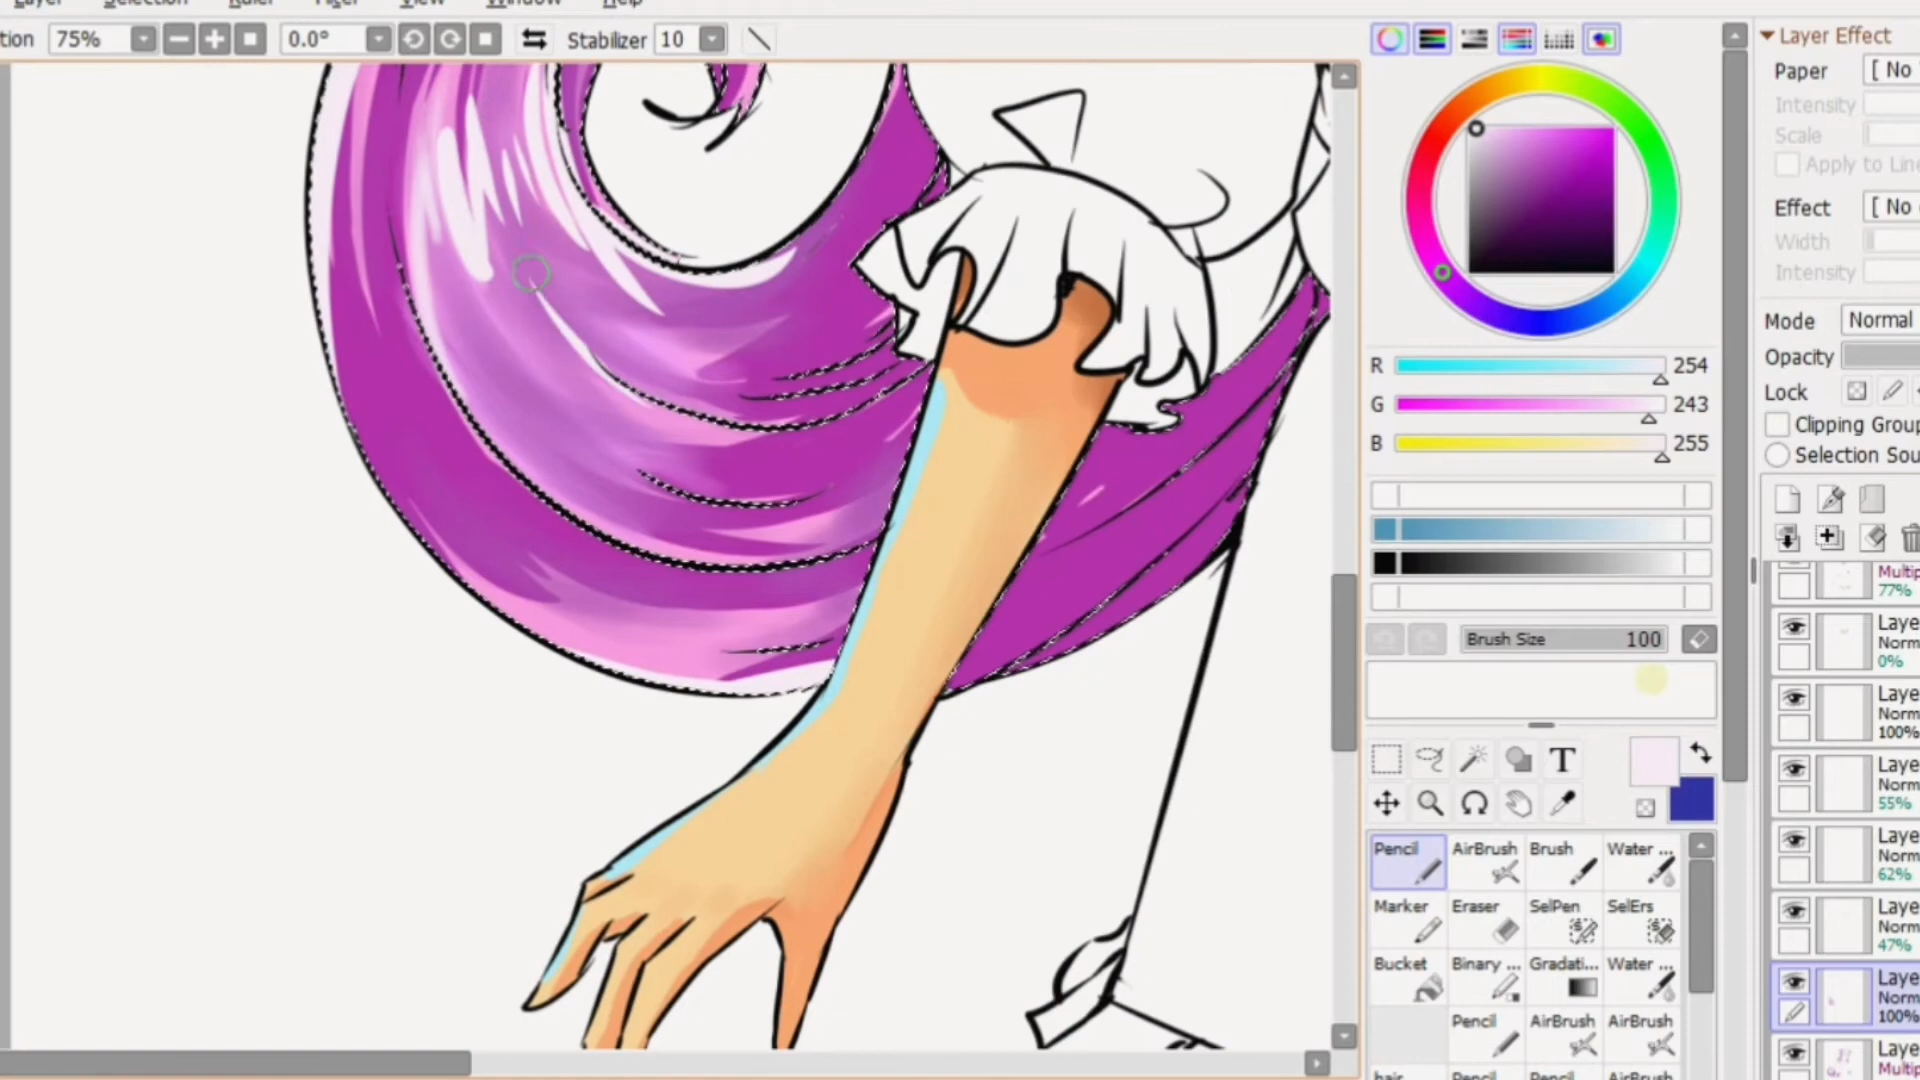 Layer Selection Ruler Filter View Window Help
tion 75% 0.0° Stabilizer 10
Layer Effect
Paper [ No
Intensity
Scale
Apply to Line
Effect [ No
Width
Intensity
Mode Normal
Opacity
Lock
Clipping Group
Selection Sou
R 254
G 243
B 255
Brush Size 100
T
Pencil AirBrush Brush Water ...
Marker Eraser SelPen SelErs
Bucket Binary ... Gradati... Water ...
Pencil AirBrush AirBrush
hair Pencil Pencil AirBrush
Multip
77%
Laye
Norm
0%
Laye
Norm
100%
Laye
Norm
55%
Laye
Norm
62%
Laye
Norm
47%
Laye
Norm
100%
Laye
Multip